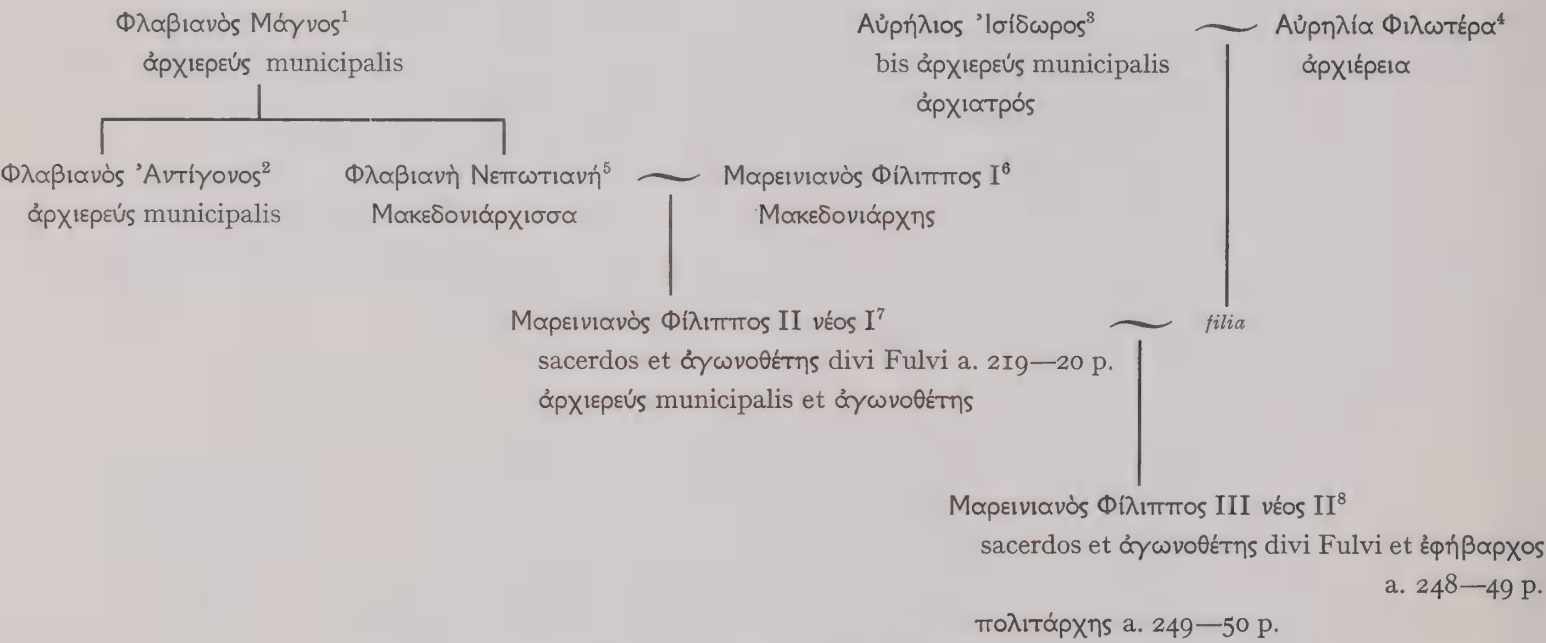 Φλαβιανὸς Μάγνος¹ Αὐρήλιος Ἰσίδωρος³ Αὐρηλία Φιλωτέρα⁴
ἀρχιερεύς municipalis bis ἀρχιερεύς municipalis ἀρχιέρεια
ἀρχιατρός
Φλαβιανὸς Ἀντίγονος² Φλαβιανὴ Νεπωτιανή⁵ Μαρεινιανὸς Φίλιππος I⁶
ἀρχιερεύς municipalis Μακεδονιάρχισσα Μακεδονιάρχης
Μαρεινιανὸς Φίλιππος II νέος I⁷ filia
sacerdos et ἀγωνοθέτης divi Fulvi a. 219—20 p.
ἀρχιερεύς municipalis et ἀγωνοθέτης
Μαρεινιανὸς Φίλιππος III νέος II⁸
sacerdos et ἀγωνοθέτης divi Fulvi et ἐφήβαρχος
a. 248—49 p.
πολιτάρχης a. 249—50 p.